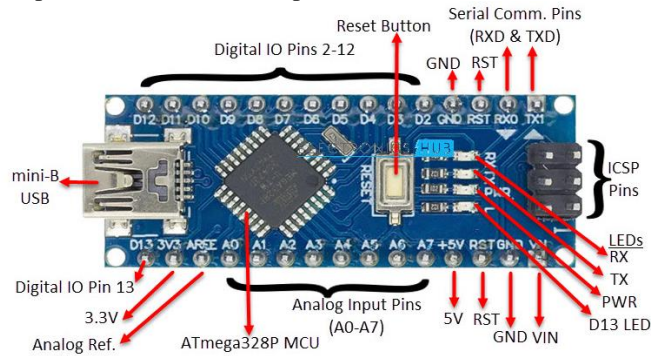 Reset Button
Serial Comm. Pins
(RXD & TXD)
Digital IO Pins 2-12
GND
RST
D12 D11 D10 D9 D8 D7 D6 D5 D4 D3 D2 GND RST RX0 TX1
HUB
RESET
mini-B
USB
ICSP
Pins
LEDs
RX
TX
PWR
D13 LED
D13 3V3 AREF A0 A1 A2 A3 A4 A5 A6 A7 +5V RST GND VIN
Digital IO Pin 13
3.3V
Analog Ref.
ATmega328P MCU
Analog Input Pins
(A0-A7)
5V
RST
GND
VIN